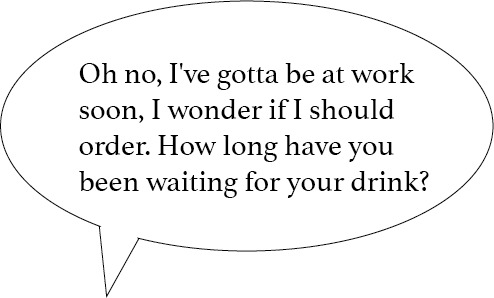 Oh no, I've gotta be at work
soon, I wonder if I should
order. How long have you
been waiting for your drink?